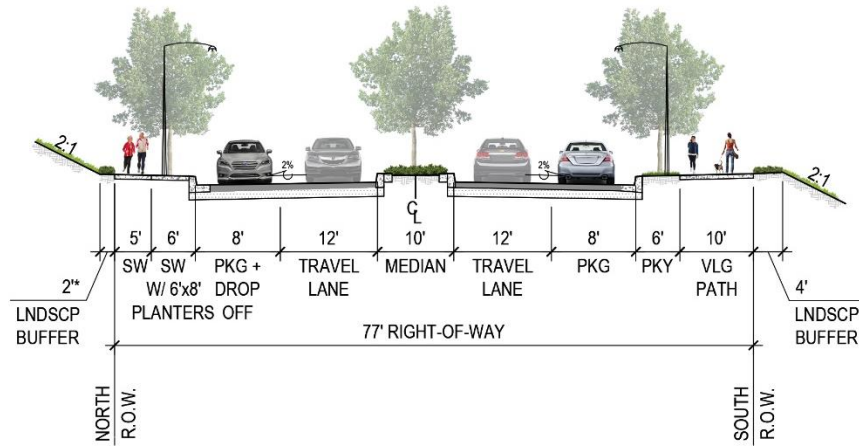 2:1
2%
2%
2:1
CL
5'
6'
8'
12'
10'
12'
8'
6'
10'
SW
SW
PKG +
TRAVEL
MEDIAN
TRAVEL
PKG
PKY
VLG
W/ 6'x8'
DROP
LANE
LANE
PATH
PLANTERS
OFF
2'*
LNDSCP
BUFFER
4'
LNDSCP
BUFFER
77' RIGHT-OF-WAY
NORTH
R.O.W.
SOUTH
R.O.W.